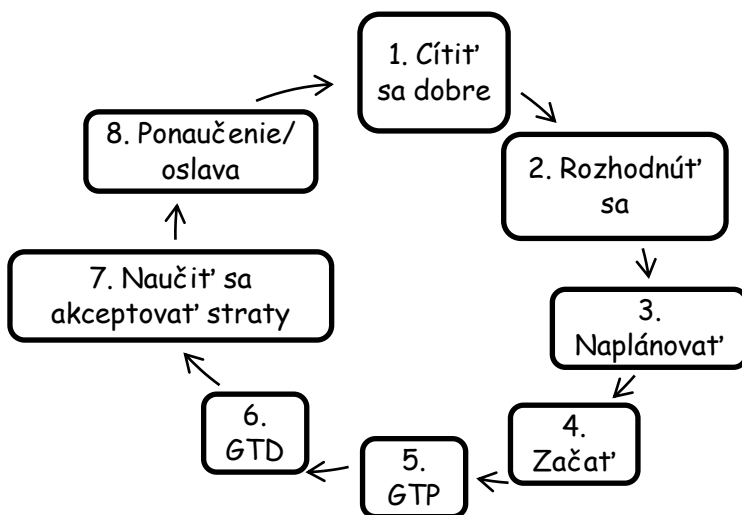 1. Cítiť
sa dobre
2. Rozhodnúť
sa
3.
Naplánovať
4.
Začať
5.
GTP
6.
GTD
7. Naučiť sa
akceptovať straty
8. Ponaučenie/
oslava